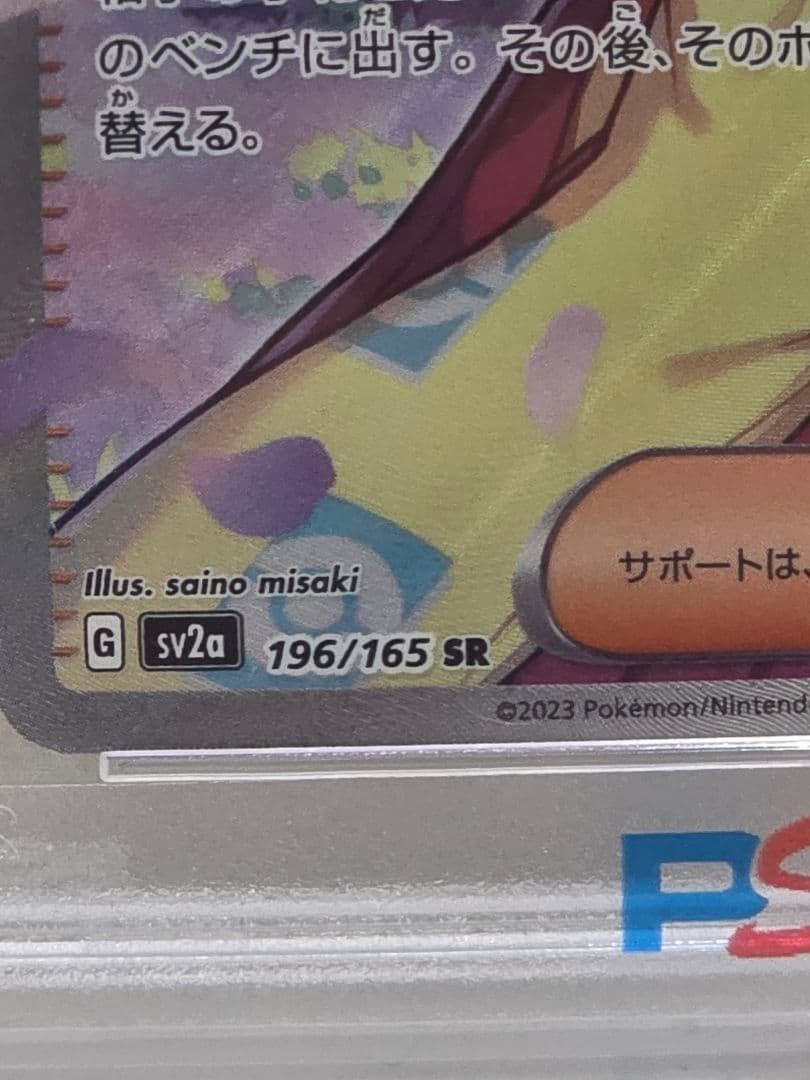 のベンチに出す。その後、そのポ
替える。
サポートは、
Illus. saino misaki
G sv2a 196/165 SR
©2023 Pokémon/Nintend
PS